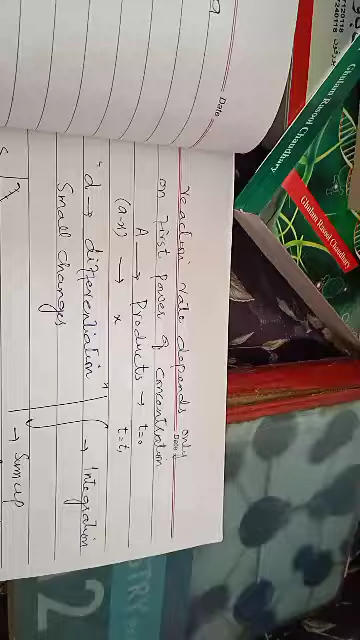 Date
reaction rate depends only
on First power of concentration
A → Products → t=0
(a-x) → x t=t,
"d → differentiation" ∫ → Integration
Small changes → Sum up
Date
Ghulam Rasool Chaudhary
Ghulam Rasool Chaudhary
2